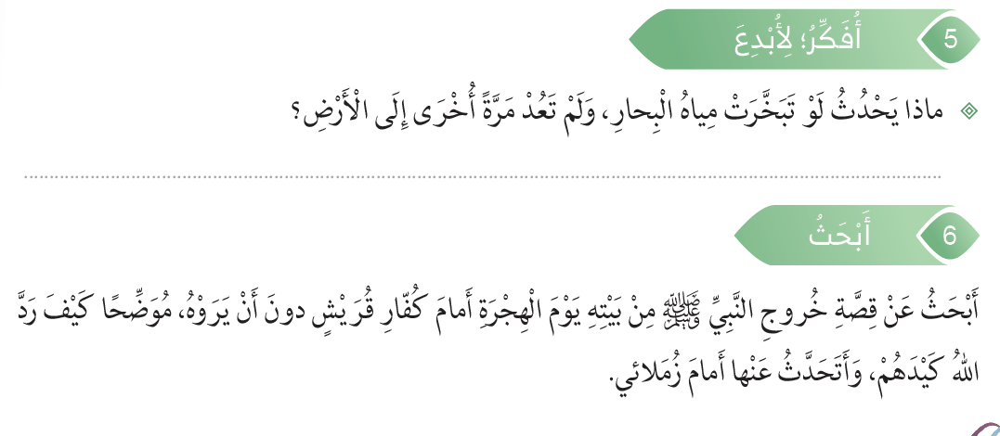 5 أُفَكِّرُ؛ لِأُبْدِعَ
ماذا يَحْدُثُ لَوْ تَبَخَّرَتْ مِياهُ الْبِحارِ، وَلَمْ تَعُدْ مَرَّةً أُخْرَى إِلَى الْأَرْضِ؟
6 أَبْحَثُ
أَبْحَثُ عَنْ قِصَّةِ خُروجِ النَّبِيِّ ﷺ مِنْ بَيْتِهِ يَوْمَ الْهِجْرَةِ أَمامَ كُفّارِ قُرَيْشٍ دونَ أَنْ يَرَوْهُ، مُوَضِّحًا كَيْفَ رَدَّ
اللهُ كَيْدَهُمْ، وَأَتَحَدَّثُ عَنْها أَمامَ زُمَلائي.